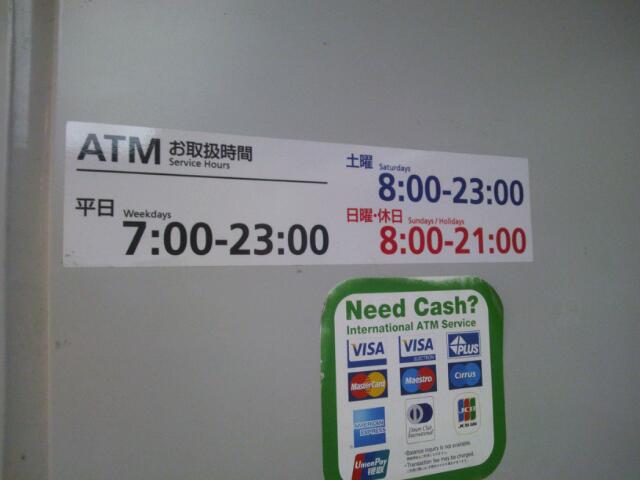 ATM お取扱時間
Service Hours
平日 Weekdays
7:00-23:00
土曜 Saturdays
8:00-23:00
日曜・休日 Sundays / Holidays
8:00-21:00
Need Cash?
International ATM Service
VISA VISA ELECTRON PLUS
MasterCard Maestro Cirrus
AMERICAN EXPRESS Diners Club International JCB
UnionPay 银联
•Balance inquiry is not available.
•Transaction fee may be charged.